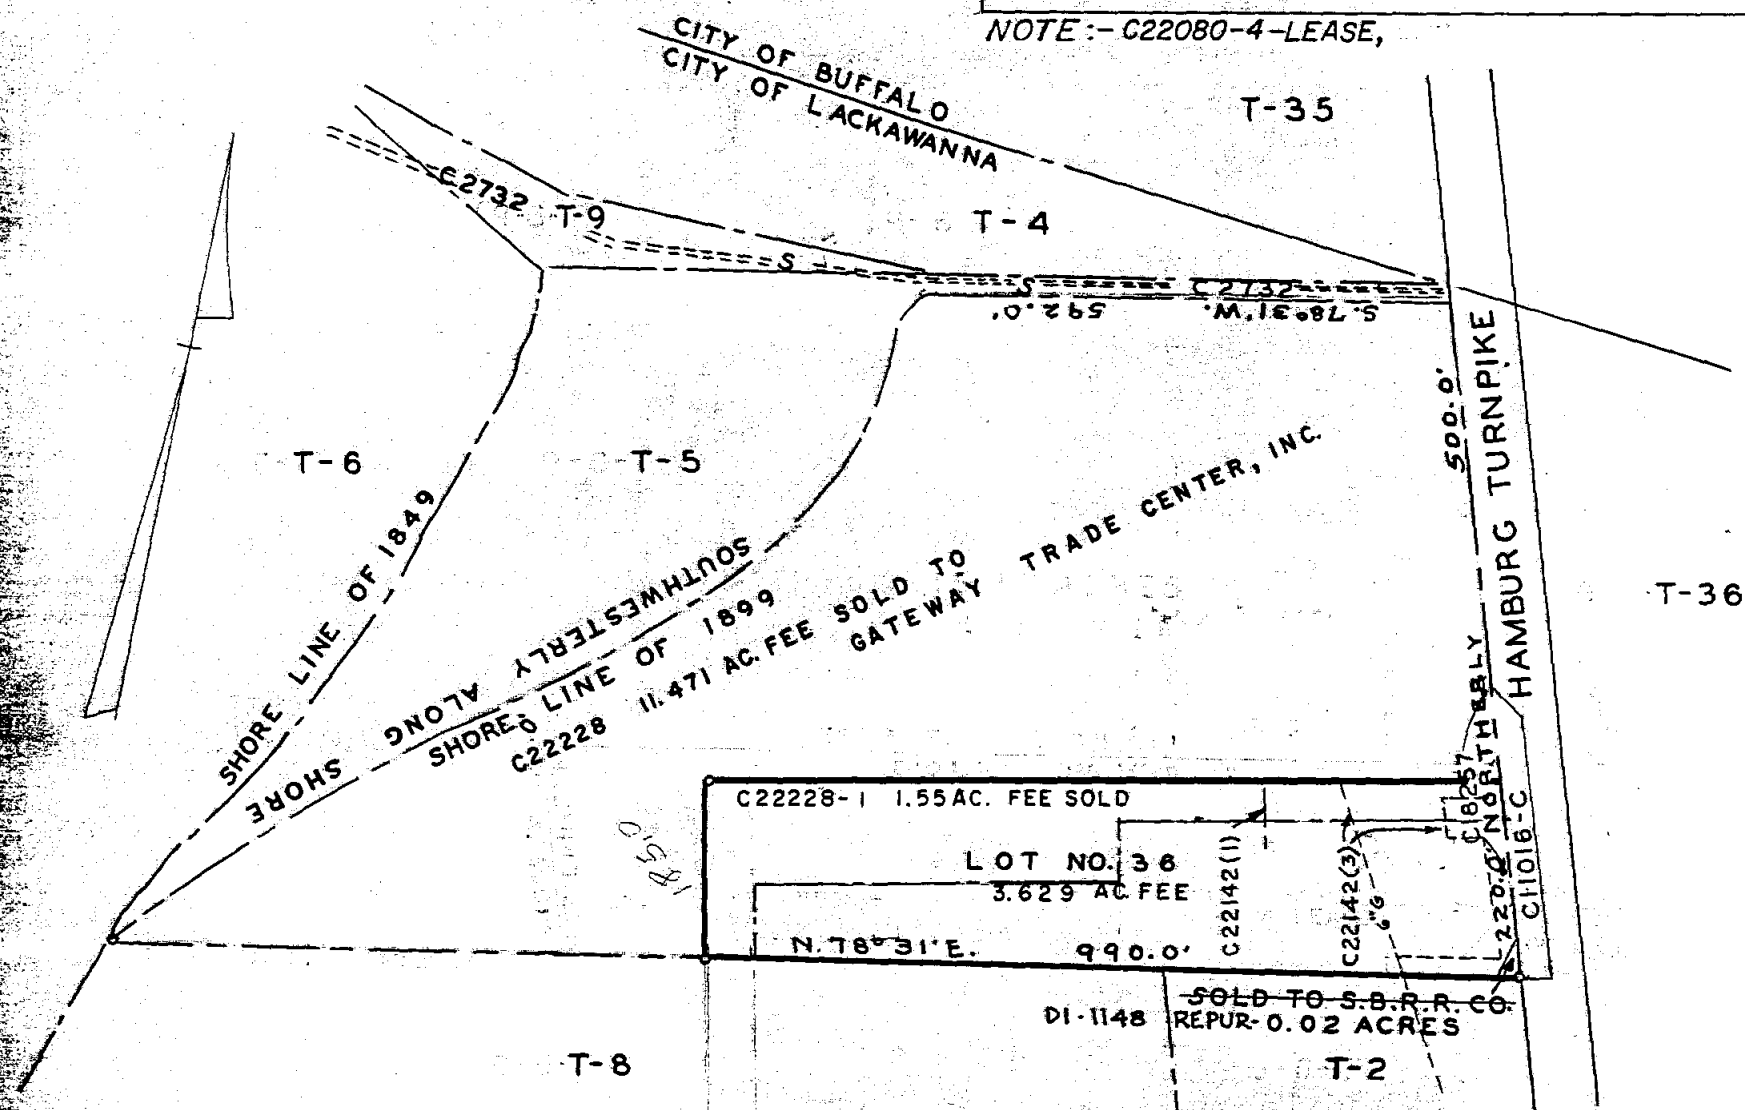 NOTE:- C22080-4-LEASE,
CITY OF BUFFALO
CITY OF LACKAWANNA
T-35
C2732
T-9
T-4
S
S
C2732
592.0'
S.78°31'W.
500.0'
HAMBURG TURNPIKE
T-6
T-5
T-36
SHORE LINE OF 1849
SOUTHWESTERLY ALONG SHORE
SHORE LINE OF 1899
C22228 11.471 AC. FEE SOLD TO
GATEWAY TRADE CENTER, INC.
NORTHERLY
220.0'
C18257
C11016-C
C22228-1 1.55AC. FEE SOLD
185.0
LOT NO. 36
3.629 AC FEE
C22142(1)
C22142(3)
6"G
N.78°31'E. 990.0'
SOLD TO S.B.R.R. CO.
D1-1148 REPUR-0.02 ACRES
T-8
T-2